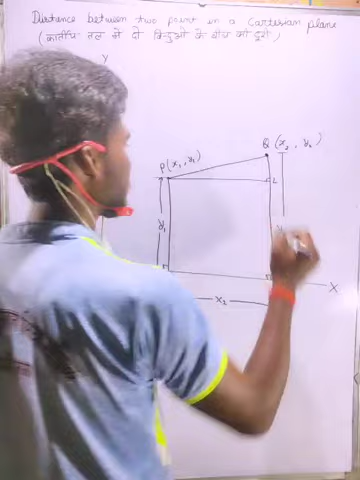 Distance between two point in a Cartesian plane
(कार्तीय तल में दो बिन्दुओं के बीच की दूरी)
Y
Q (x₂, y₂)
P(x₁, y₁)
L
y₁
X
x₂